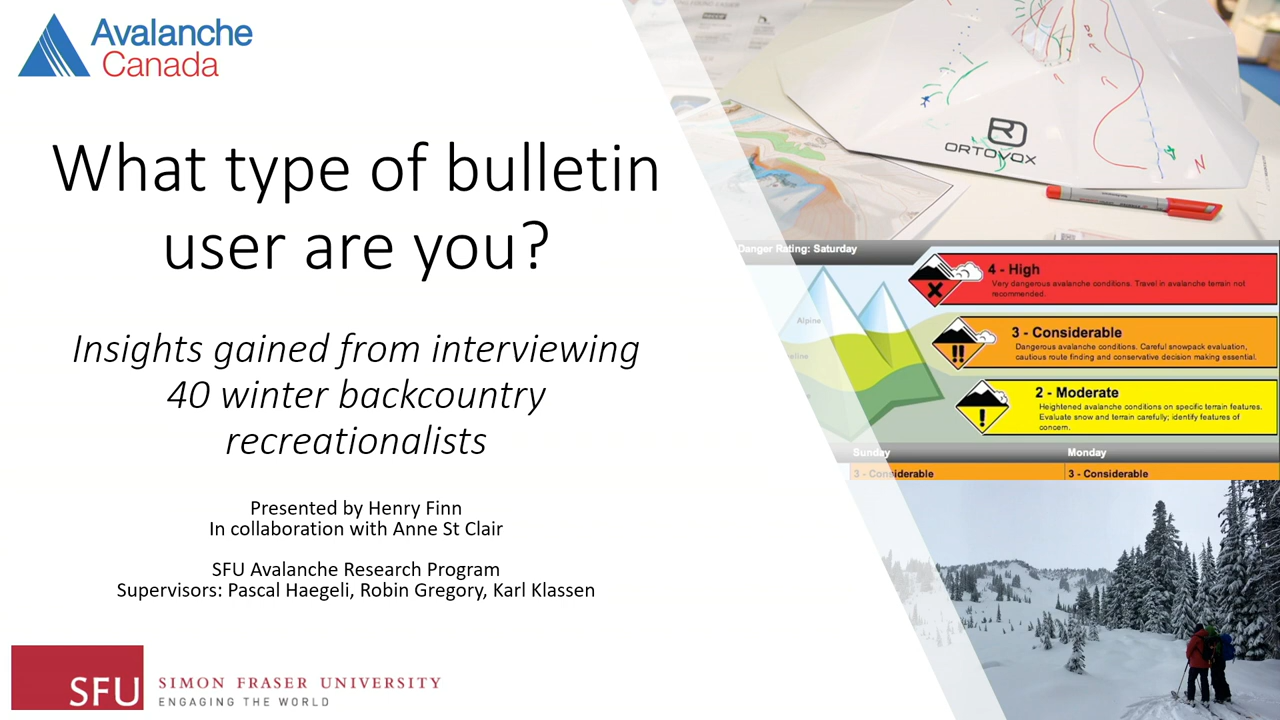 Avalanche
Canada
What type of bulletin
user are you?
Insights gained from interviewing
40 winter backcountry
recreationalists
Presented by Henry Finn
In collaboration with Anne St Clair
SFU Avalanche Research Program
Supervisors: Pascal Haegeli, Robin Gregory, Karl Klassen
SFU
SIMON FRASER UNIVERSITY
ENGAGING THE WORLD
ORTOVOX
N
Danger Rating: Saturday
Alpine
4 - High
Very dangerous avalanche conditions. Travel in avalanche terrain not
recommended.
3 - Considerable
Dangerous avalanche conditions. Careful snowpack evaluation,
cautious route finding and conservative decision making essential.
2 - Moderate
Heightened avalanche conditions on specific terrain features.
Evaluate snow and terrain carefully; identify features of
concern.
Sunday
Monday
3 - Considerable
3 - Considerable